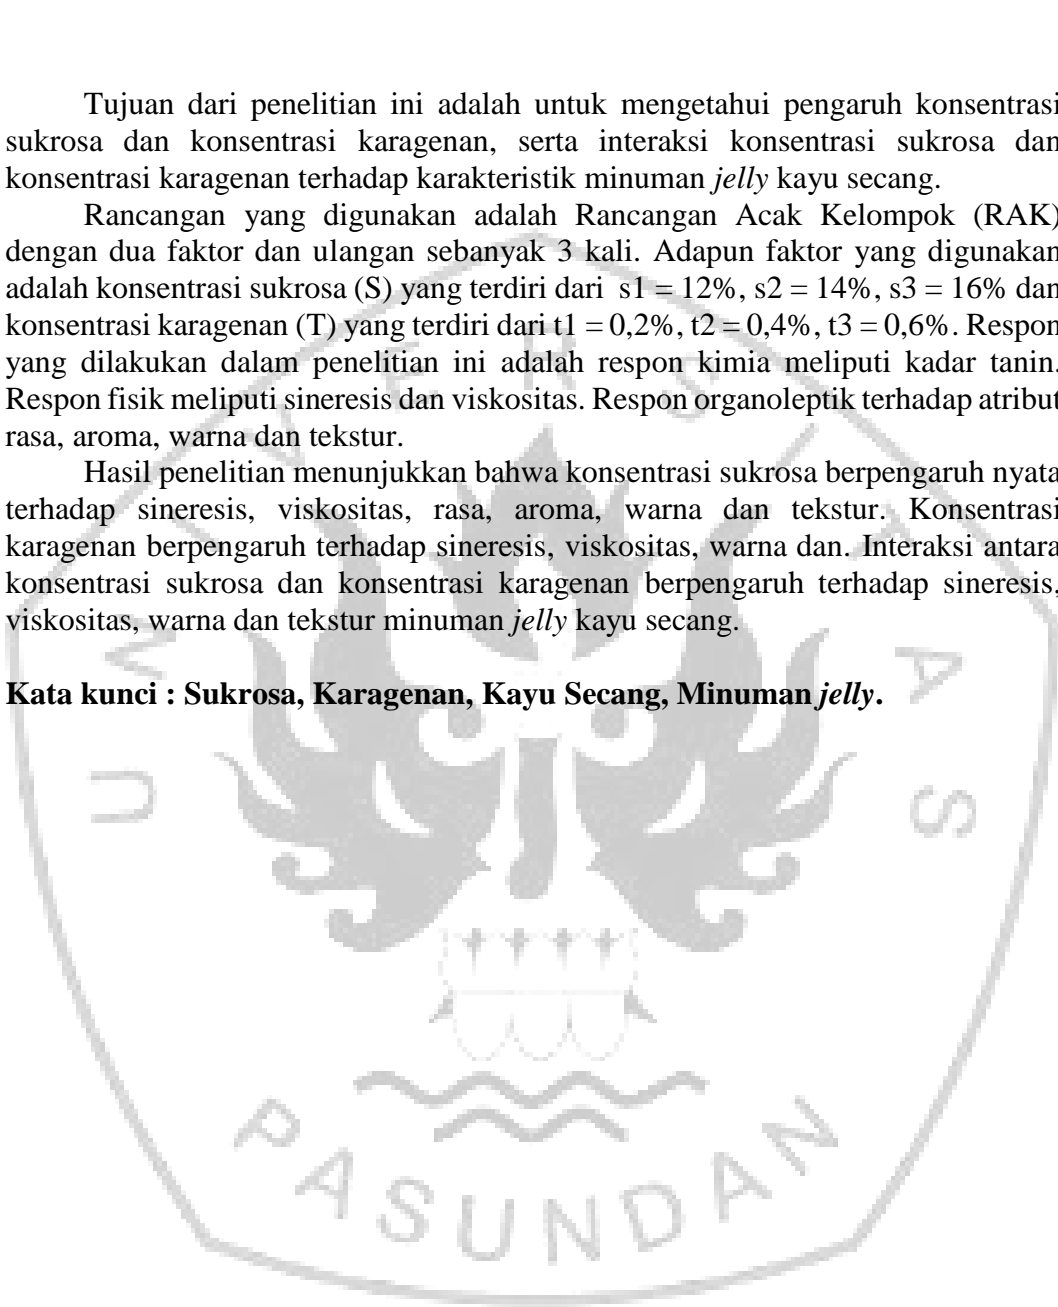 Tujuan dari penelitian ini adalah untuk mengetahui pengaruh konsentrasi
sukrosa dan konsentrasi karagenan, serta interaksi konsentrasi sukrosa dan
konsentrasi karagenan terhadap karakteristik minuman jelly kayu secang.
Rancangan yang digunakan adalah Rancangan Acak Kelompok (RAK)
dengan dua faktor dan ulangan sebanyak 3 kali. Adapun faktor yang digunakan
adalah konsentrasi sukrosa (S) yang terdiri dari s1 = 12%, s2 = 14%, s3 = 16% dan
konsentrasi karagenan (T) yang terdiri dari t1 = 0,2%, t2 = 0,4%, t3 = 0,6%. Respon
yang dilakukan dalam penelitian ini adalah respon kimia meliputi kadar tanin.
Respon fisik meliputi sineresis dan viskositas. Respon organoleptik terhadap atribut
rasa, aroma, warna dan tekstur.
Hasil penelitian menunjukkan bahwa konsentrasi sukrosa berpengaruh nyata
terhadap sineresis, viskositas, rasa, aroma, warna dan tekstur. Konsentrasi
karagenan berpengaruh terhadap sineresis, viskositas, warna dan. Interaksi antara
konsentrasi sukrosa dan konsentrasi karagenan berpengaruh terhadap sineresis,
viskositas, warna dan tekstur minuman jelly kayu secang.
Kata kunci : Sukrosa, Karagenan, Kayu Secang, Minuman jelly.
UNIVERSITAS
PASUNDAN